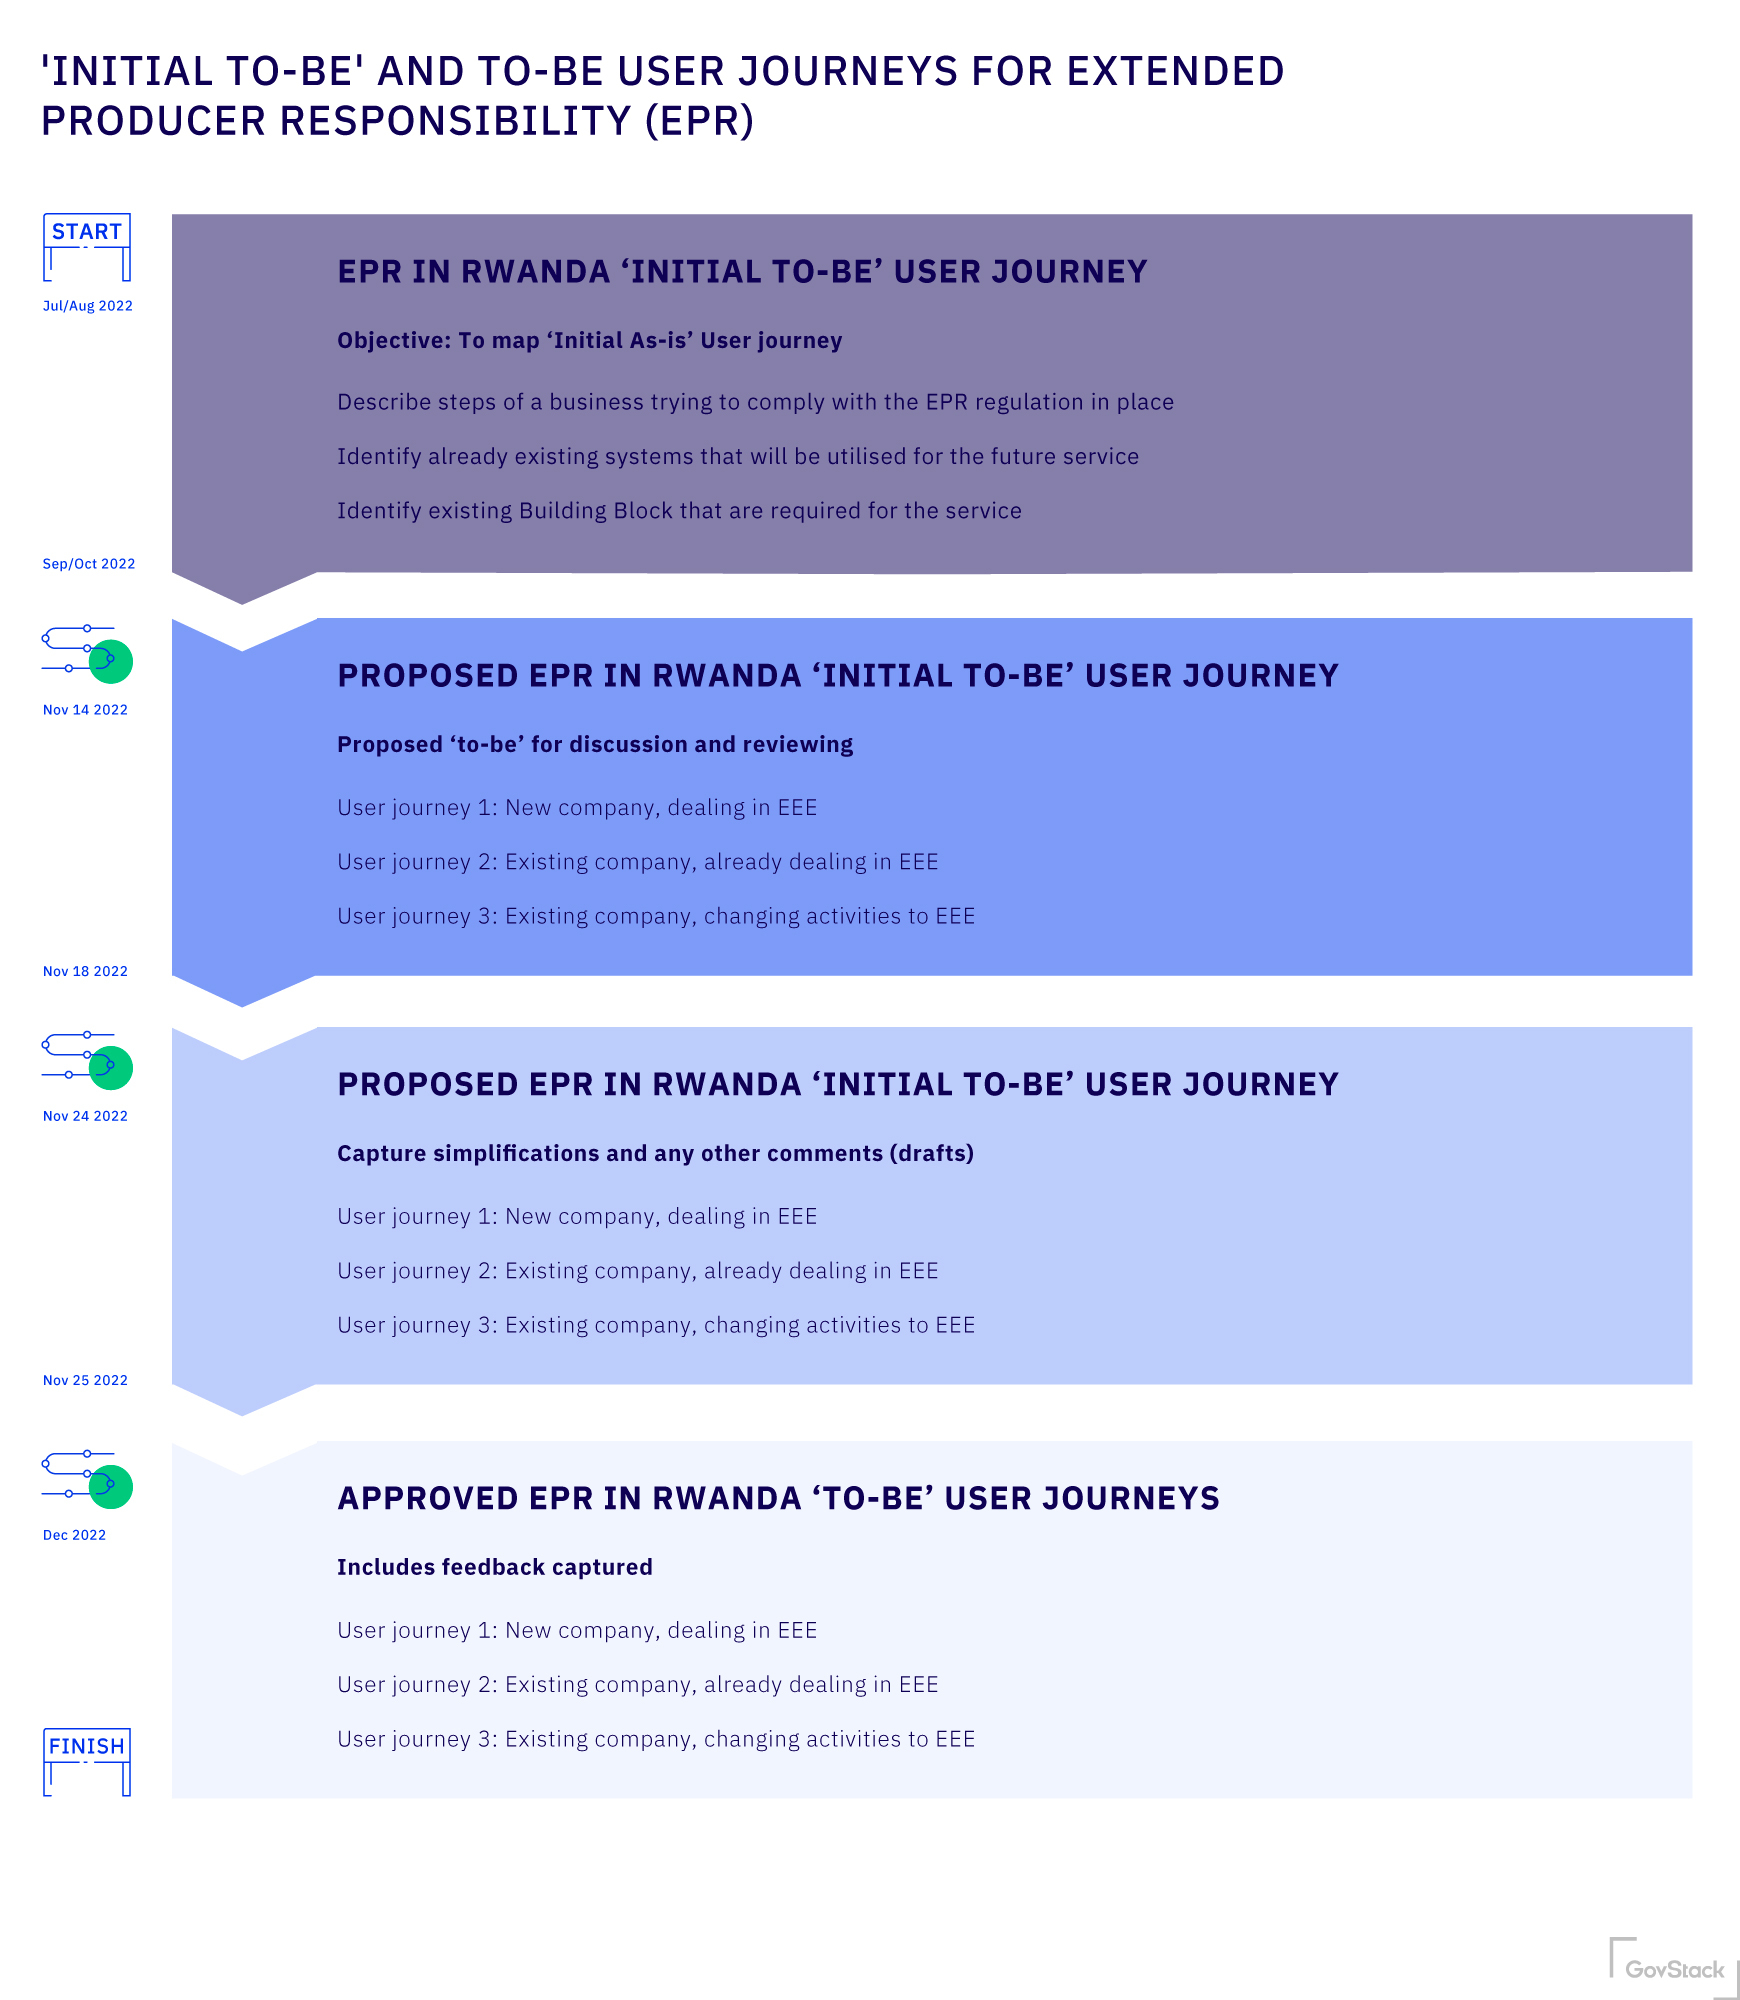 'INITIAL TO-BE' AND TO-BE USER JOURNEYS FOR EXTENDED
PRODUCER RESPONSIBILITY (EPR)
START
Jul/Aug 2022
EPR IN RWANDA ‘INITIAL TO-BE’ USER JOURNEY
Objective: To map ‘Initial As-is’ User journey
Describe steps of a business trying to comply with the EPR regulation in place
Identify already existing systems that will be utilised for the future service
Identify existing Building Block that are required for the service
Sep/Oct 2022
Nov 14 2022
PROPOSED EPR IN RWANDA ‘INITIAL TO-BE’ USER JOURNEY
Proposed ‘to-be’ for discussion and reviewing
User journey 1: New company, dealing in EEE
User journey 2: Existing company, already dealing in EEE
User journey 3: Existing company, changing activities to EEE
Nov 18 2022
Nov 24 2022
PROPOSED EPR IN RWANDA ‘INITIAL TO-BE’ USER JOURNEY
Capture simplifications and any other comments (drafts)
User journey 1: New company, dealing in EEE
User journey 2: Existing company, already dealing in EEE
User journey 3: Existing company, changing activities to EEE
Nov 25 2022
Dec 2022
APPROVED EPR IN RWANDA ‘TO-BE’ USER JOURNEYS
Includes feedback captured
User journey 1: New company, dealing in EEE
User journey 2: Existing company, already dealing in EEE
User journey 3: Existing company, changing activities to EEE
FINISH
GovStack